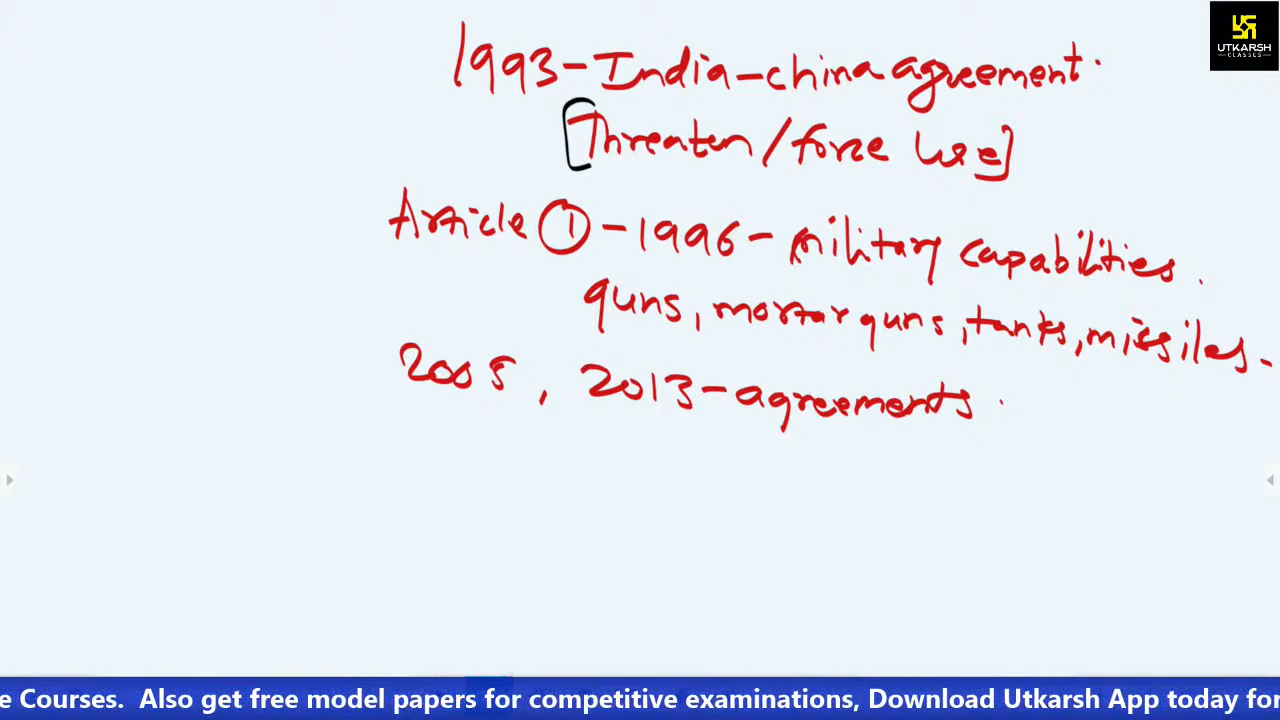 UTKARSH
CLASSES
1993 - India - china agreement.
[Threaten / force Use]
Article ① - 1996 - military capabilities.
guns, mortar guns, tanks, missiles.
2005, 2013 - agreements.
e Courses. Also get free model papers for competitive examinations, Download Utkarsh App today for